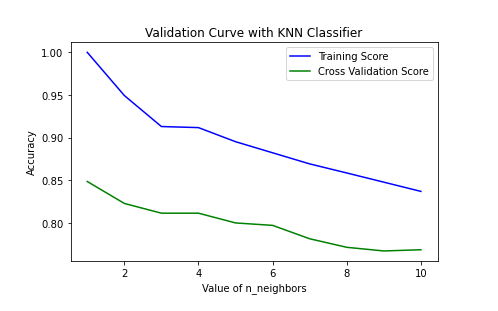 Validation Curve with KNN Classifier
Training Score
Cross Validation Score
1.00
0.95
0.90
0.85
0.80
Accuracy
2
4
6
8
10
Value of n_neighbors